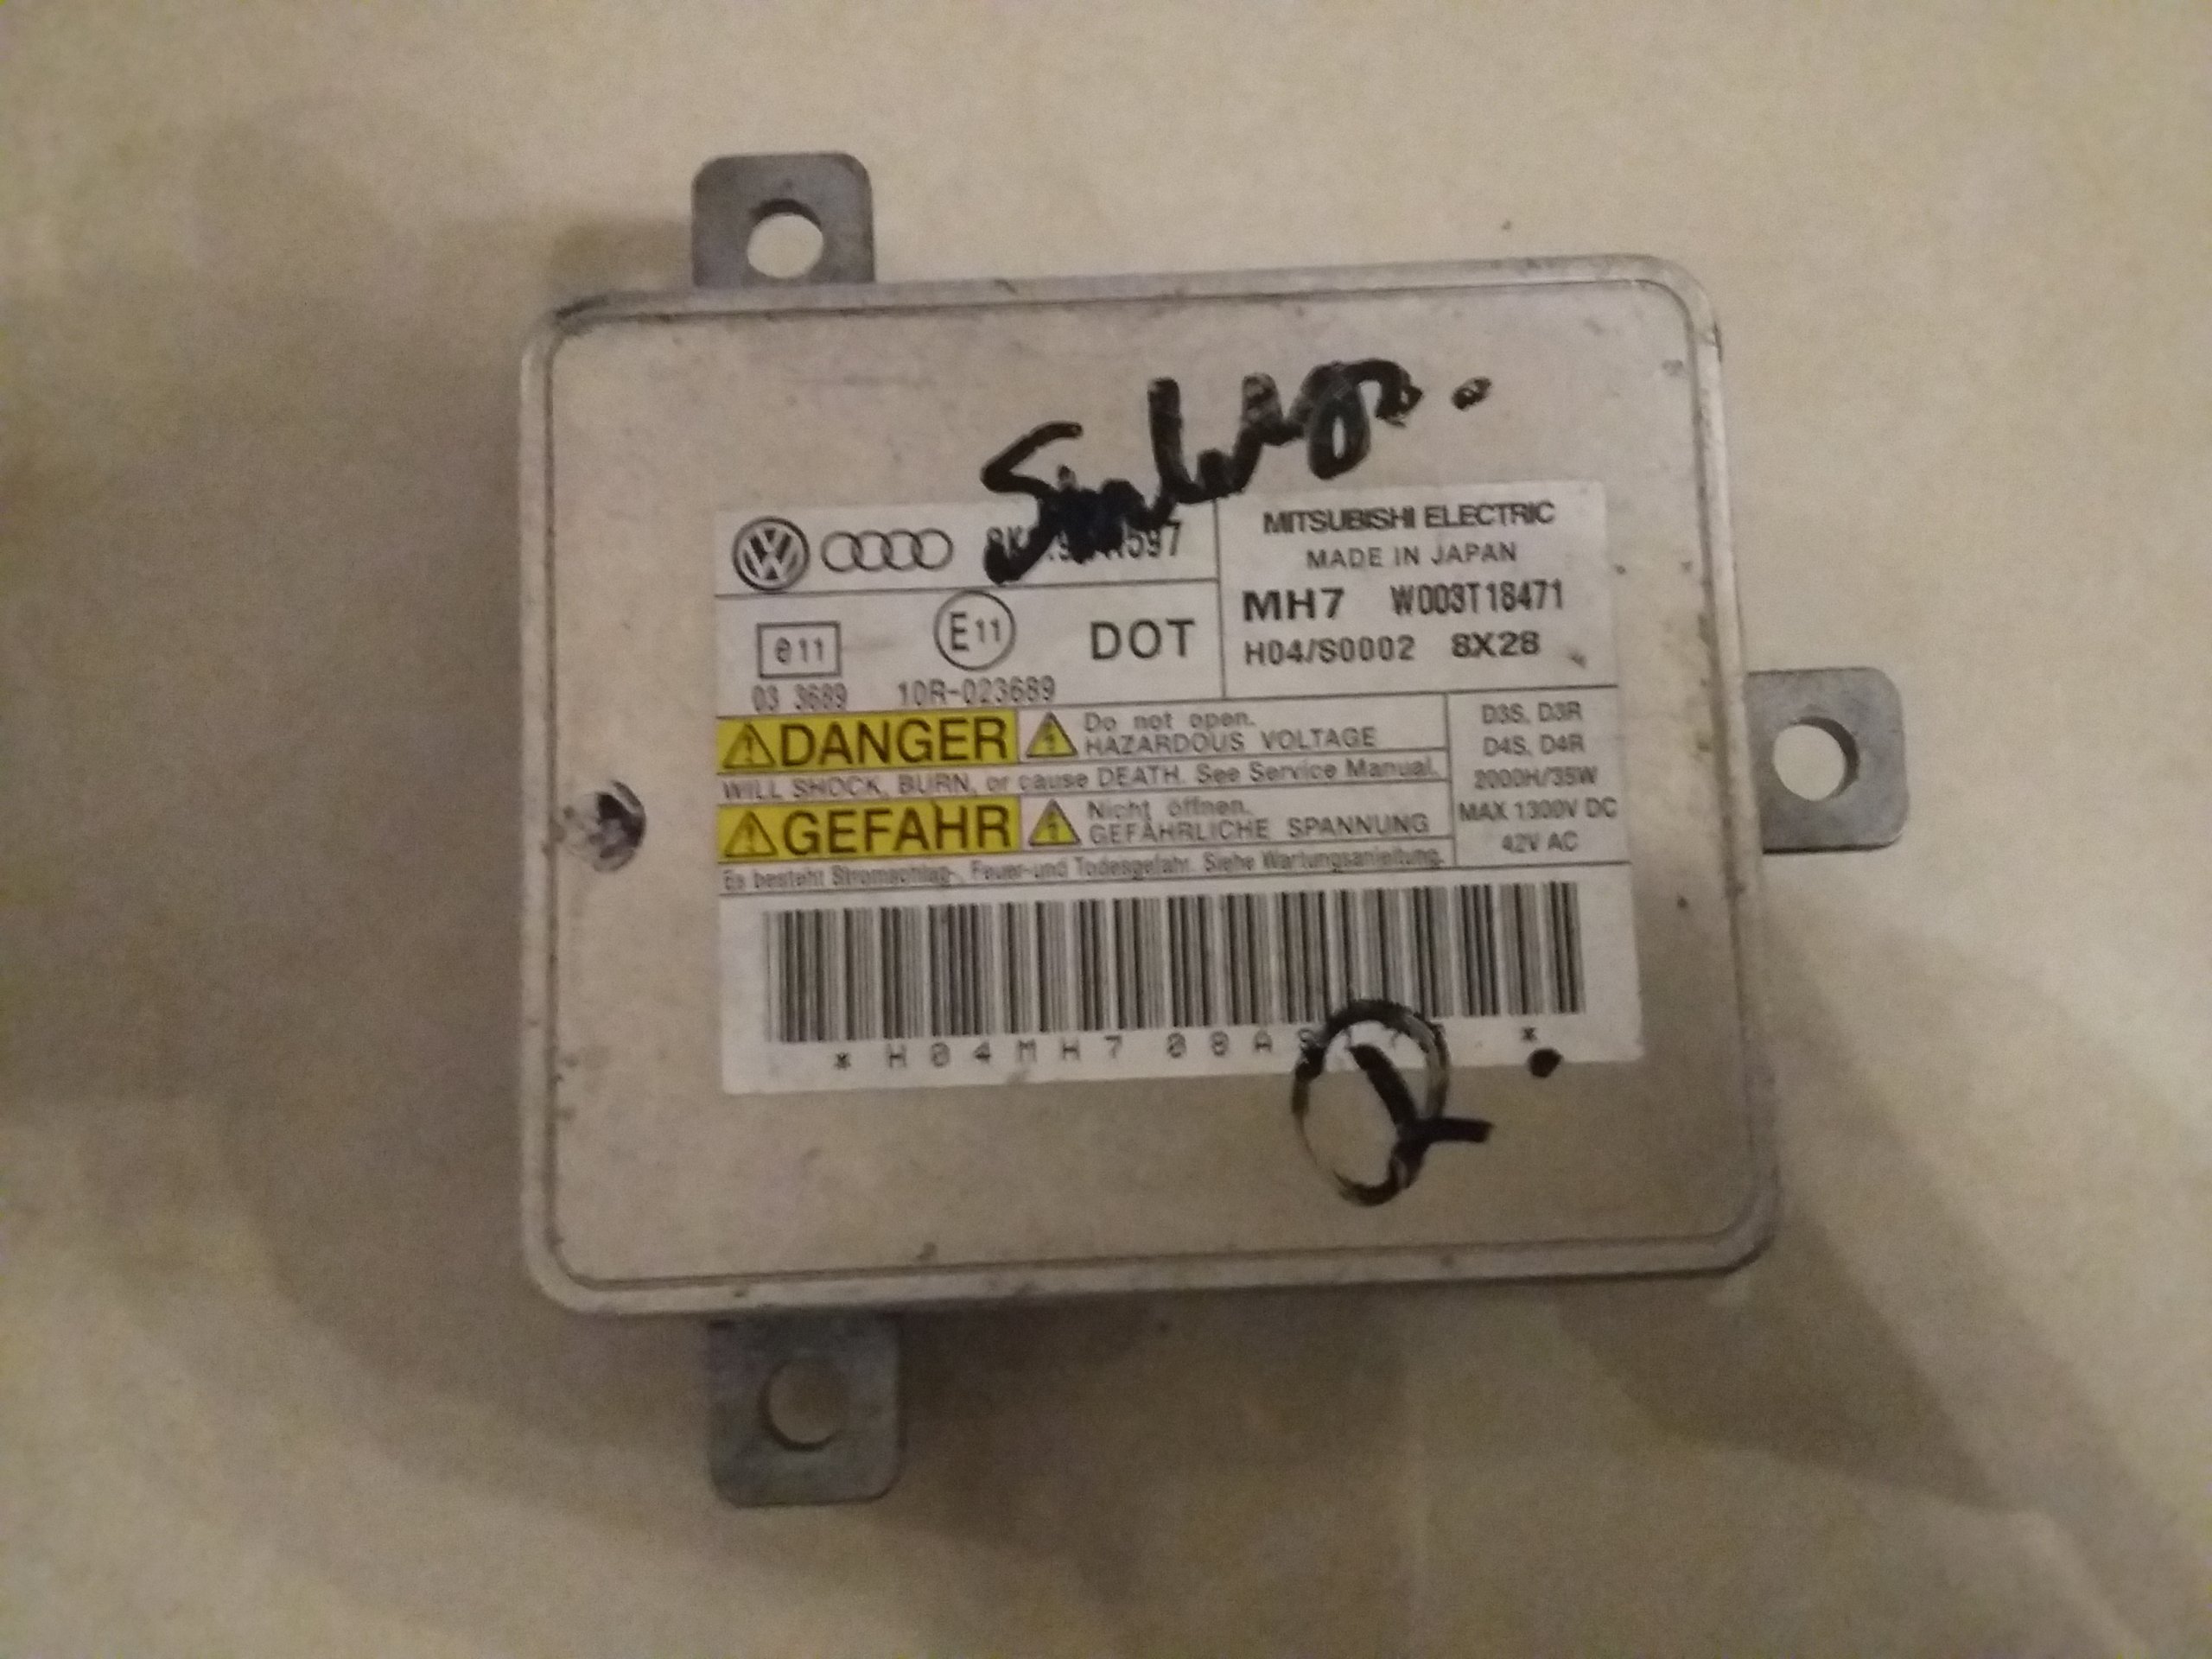 MITSUBISHI ELECTRIC
MADE IN JAPAN
MH7 W003T18471
H04/S0002 8X28
e11
E11
DOT
03 3689 10R-023689
DANGER
Do not open.
HAZARDOUS VOLTAGE
WILL SHOCK, BURN, or cause DEATH. See Service Manual.
GEFAHR
Nicht öffnen.
GEFÄHRLICHE SPANNUNG
Es besteht Stromschlag-, Feuer-und Todesgefahr. Siehe Wartungsanleitung.
D3S, D3R
D4S, D4R
2000H/35W
MAX 1300V DC
42V AC